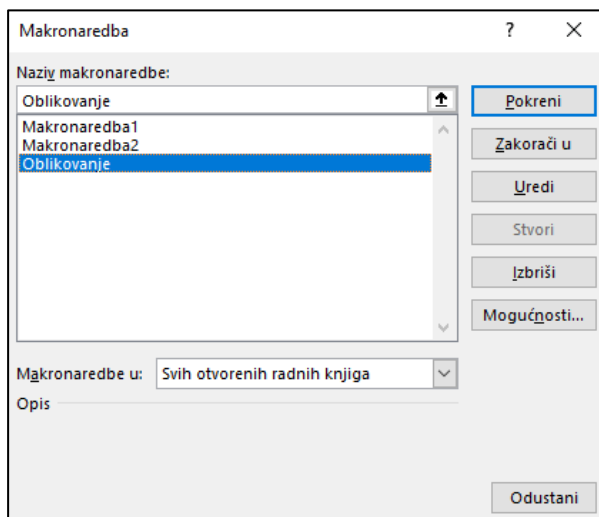 Makronaredba
?
Naziv makronaredbe:
Oblikovanje
Makronaredba1
Makronaredba2
Oblikovanje
Pokreni
Zakorači u
Uredi
Stvori
Izbriši
Mogućnosti...
Makronaredbe u: Svih otvorenih radnih knjiga
Opis
Odustani